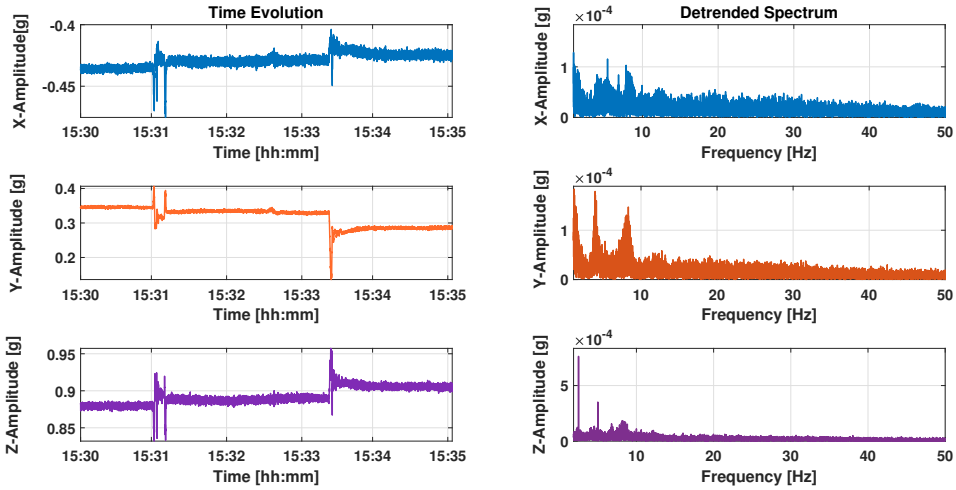 Time Evolution
X-Amplitude[g]
-0.4
-0.45
15:30 15:31 15:32 15:33 15:34 15:35
Time [hh:mm]
Detrended Spectrum
×10-4
X-Amplitude [g]
1
0
10 20 30 40 50
Frequency [Hz]
Y-Amplitude [g]
0.4
0.3
0.2
15:30 15:31 15:32 15:33 15:34 15:35
Time [hh:mm]
×10-4
Y-Amplitude [g]
1
0
10 20 30 40 50
Frequency [Hz]
Z-Amplitude [g]
0.95
0.9
0.85
15:30 15:31 15:32 15:33 15:34 15:35
Time [hh:mm]
×10-4
Z-Amplitude [g]
5
0
10 20 30 40 50
Frequency [Hz]